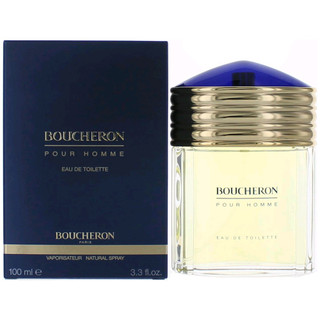 BOUCHERON
POUR HOMME
EAU DE TOILETTE
BOUCHERON
PARIS
100 ml ℮ 3.3 fl. oz.
VAPORISATEUR NATURAL SPRAY
BOUCHERON
POUR HOMME
EAU DE TOILETTE